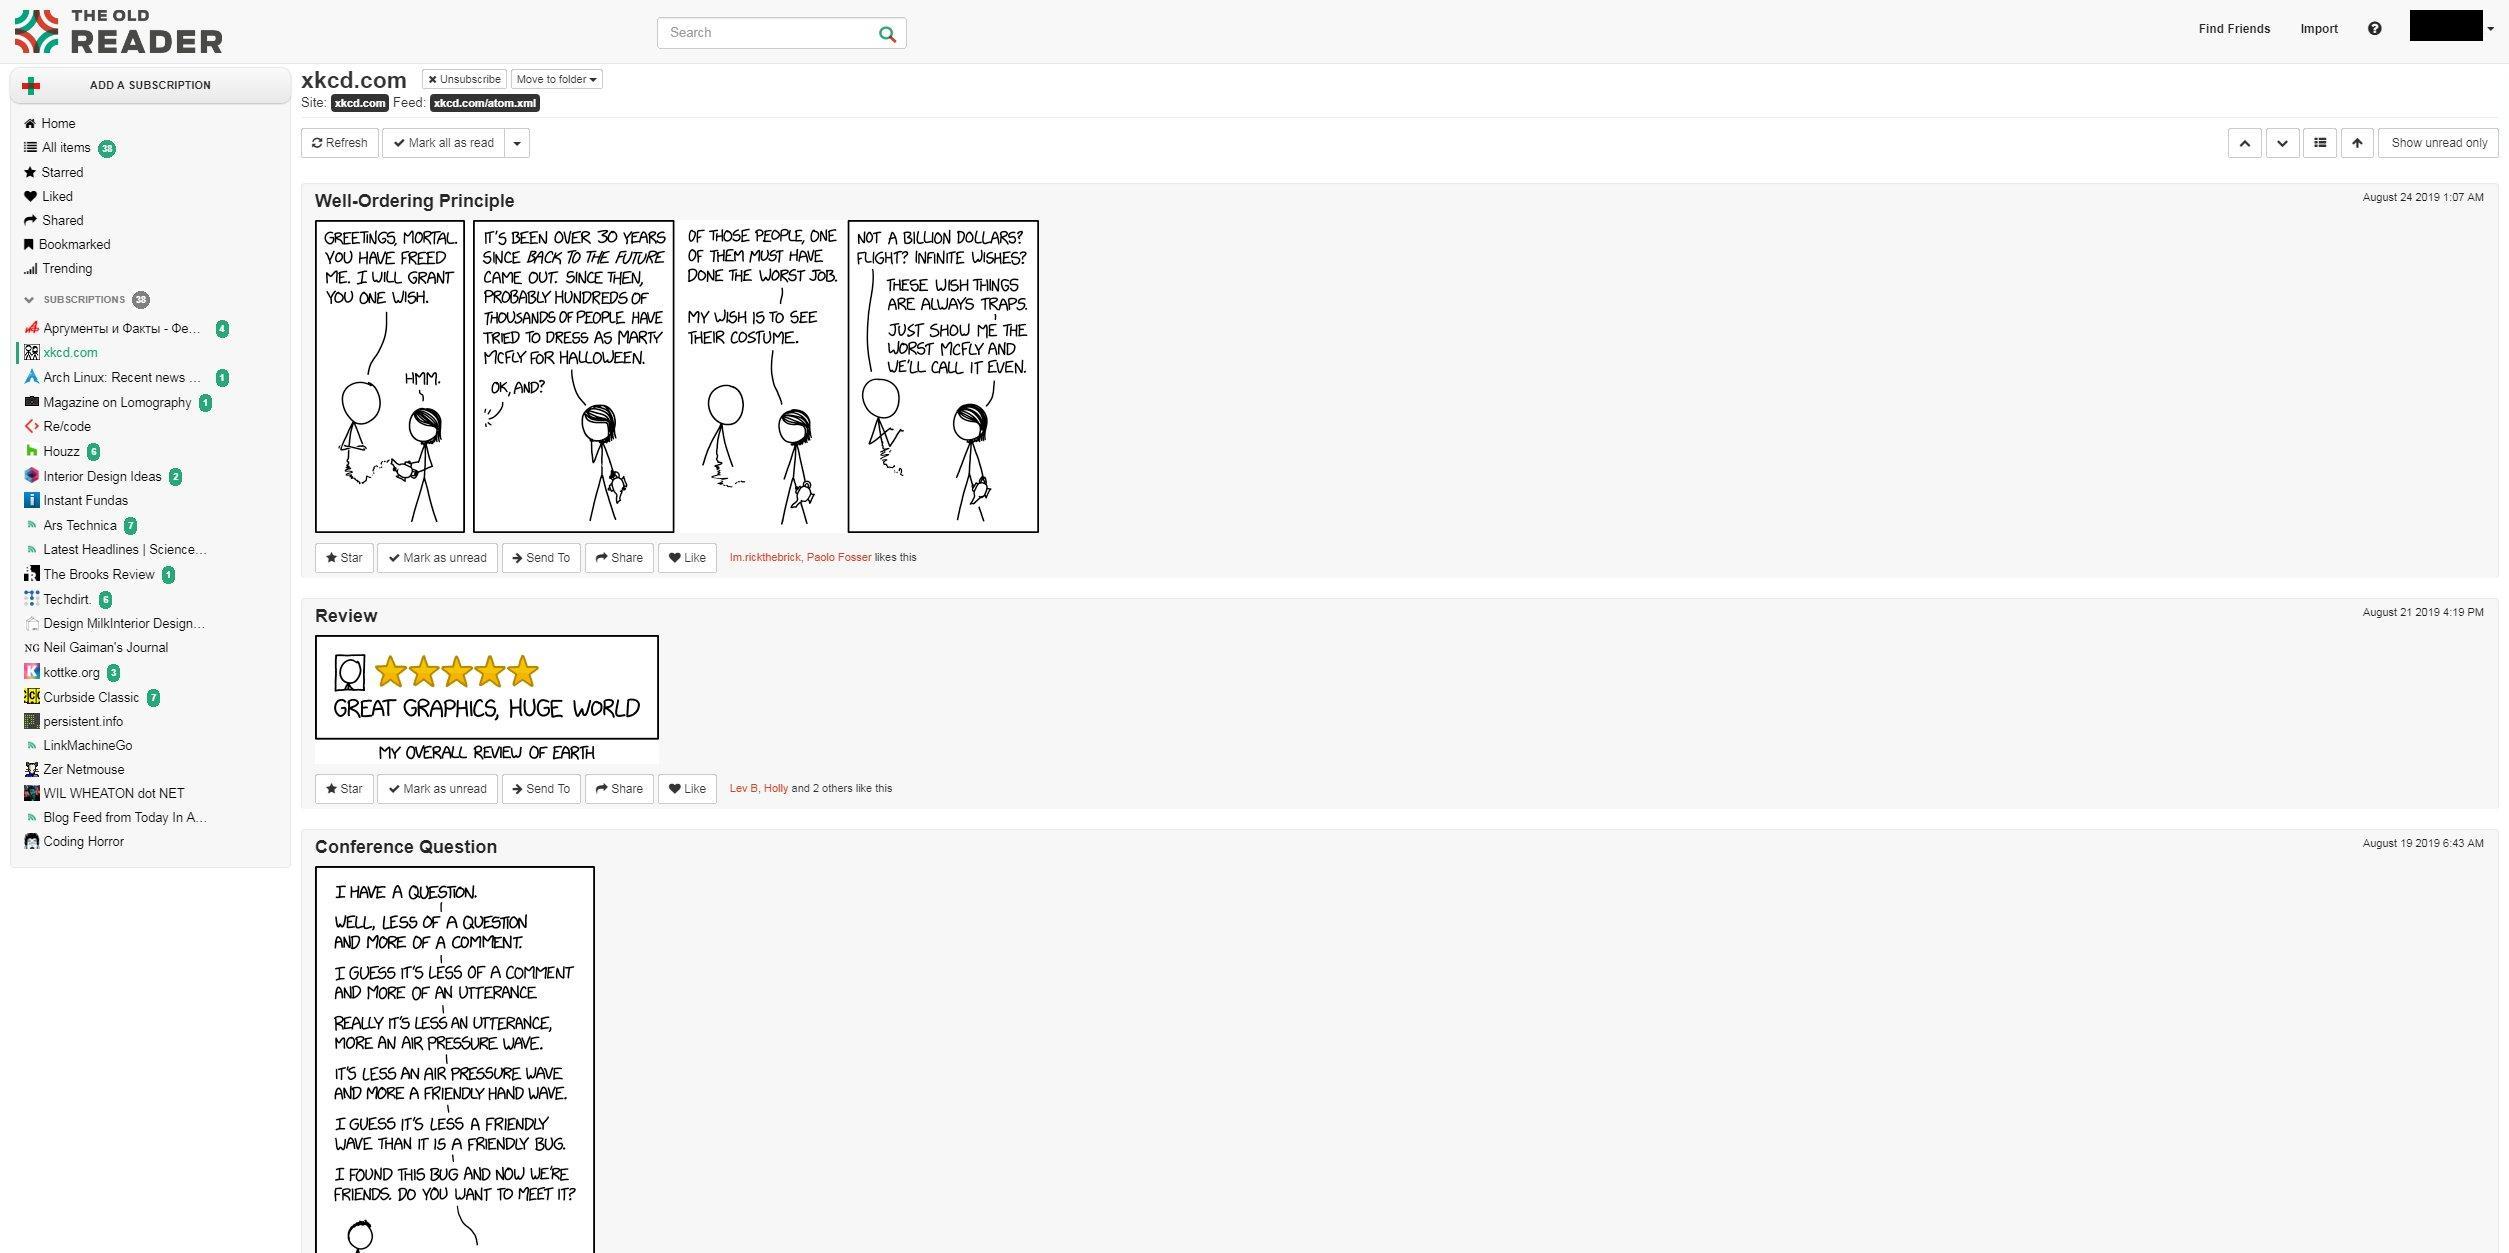 THE OLD
READER
Search
Find Friends
Import
ADD A SUBSCRIPTION
Home
All items 38
Starred
Liked
Shared
Bookmarked
Trending
SUBSCRIPTIONS 38
Аргументы и Факты - Фе... 4
xkcd.com
Arch Linux: Recent news ... 1
Magazine on Lomography 1
Re/code
Houzz 6
Interior Design Ideas 2
Instant Fundas
Ars Technica 7
Latest Headlines | Science...
The Brooks Review 1
Techdirt. 6
Design MilkInterior Design...
NG Neil Gaiman's Journal
kottke.org 3
Curbside Classic 7
persistent.info
LinkMachineGo
Zer Netmouse
WIL WHEATON dot NET
Blog Feed from Today In A...
Coding Horror
xkcd.com Unsubscribe Move to folder
Site: xkcd.com Feed: xkcd.com/atom.xml
Refresh Mark all as read
Show unread only
Well-Ordering Principle
August 24 2019 1:07 AM
GREETINGS, MORTAL.
YOU HAVE FREED
ME. I WILL GRANT
YOU ONE WISH.
HMM.
IT'S BEEN OVER 30 YEARS
SINCE BACK TO THE FUTURE
CAME OUT. SINCE THEN,
PROBABLY HUNDREDS OF
THOUSANDS OF PEOPLE HAVE
TRIED TO DRESS AS MARTY
MCFLY FOR HALLOWEEN.
OK, AND?
OF THOSE PEOPLE, ONE
OF THEM MUST HAVE
DONE THE WORST JOB.
MY WISH IS TO SEE
THEIR COSTUME.
NOT A BILLION DOLLARS?
FLIGHT? INFINITE WISHES?
THESE WISH THINGS
ARE ALWAYS TRAPS.
JUST SHOW ME THE
WORST MCFLY AND
WE'LL CALL IT EVEN.
Star Mark as unread Send To Share Like Im.rickthebrick, Paolo Fosser likes this
Review
August 21 2019 4:19 PM
GREAT GRAPHICS, HUGE WORLD
MY OVERALL REVIEW OF EARTH
Star Mark as unread Send To Share Like Lev B, Holly and 2 others like this
Conference Question
August 19 2019 6:43 AM
I HAVE A QUESTION.
WELL, LESS OF A QUESTION
AND MORE OF A COMMENT.
I GUESS IT'S LESS OF A COMMENT
AND MORE OF AN UTTERANCE
REALLY IT'S LESS AN UTTERANCE,
MORE AN AIR PRESSURE WAVE.
IT'S LESS AN AIR PRESSURE WAVE
AND MORE A FRIENDLY HAND WAVE.
I GUESS IT'S LESS A FRIENDLY
WAVE THAN IT IS A FRIENDLY BUG.
I FOUND THIS BUG AND NOW WE'RE
FRIENDS. DO YOU WANT TO MEET IT?